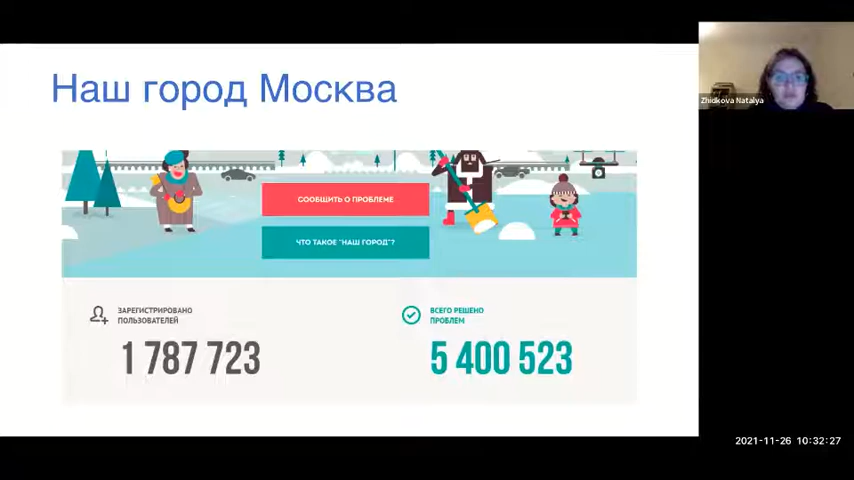 Наш город Москва
Zhidkova Natalya
СООБЩИТЬ О ПРОБЛЕМЕ
ЧТО ТАКОЕ "НАШ ГОРОД"?
ЗАРЕГИСТРИРОВАНО
ПОЛЬЗОВАТЕЛЕЙ
1 787 723
ВСЕГО РЕШЕНО
ПРОБЛЕМ
5 400 523
2021-11-26 10:32:27